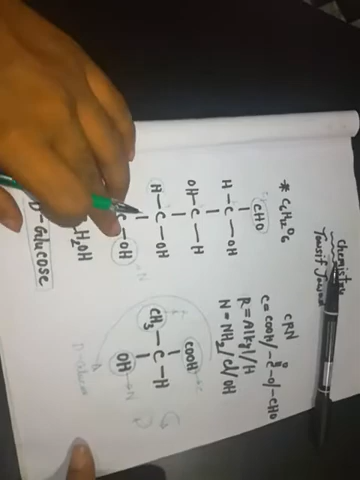 chemistry
Yousif Jawad
* C6H12O6
CHO
H-C-OH
OH-C-H
H-C-OH
C-OH
H2OH
D-Glucose
CRN
C = COOH/-C-O/-CHO
O
R = Alkyl/H
N = NH2/Cl/OH
COOH
CH3-C-H
OH → N